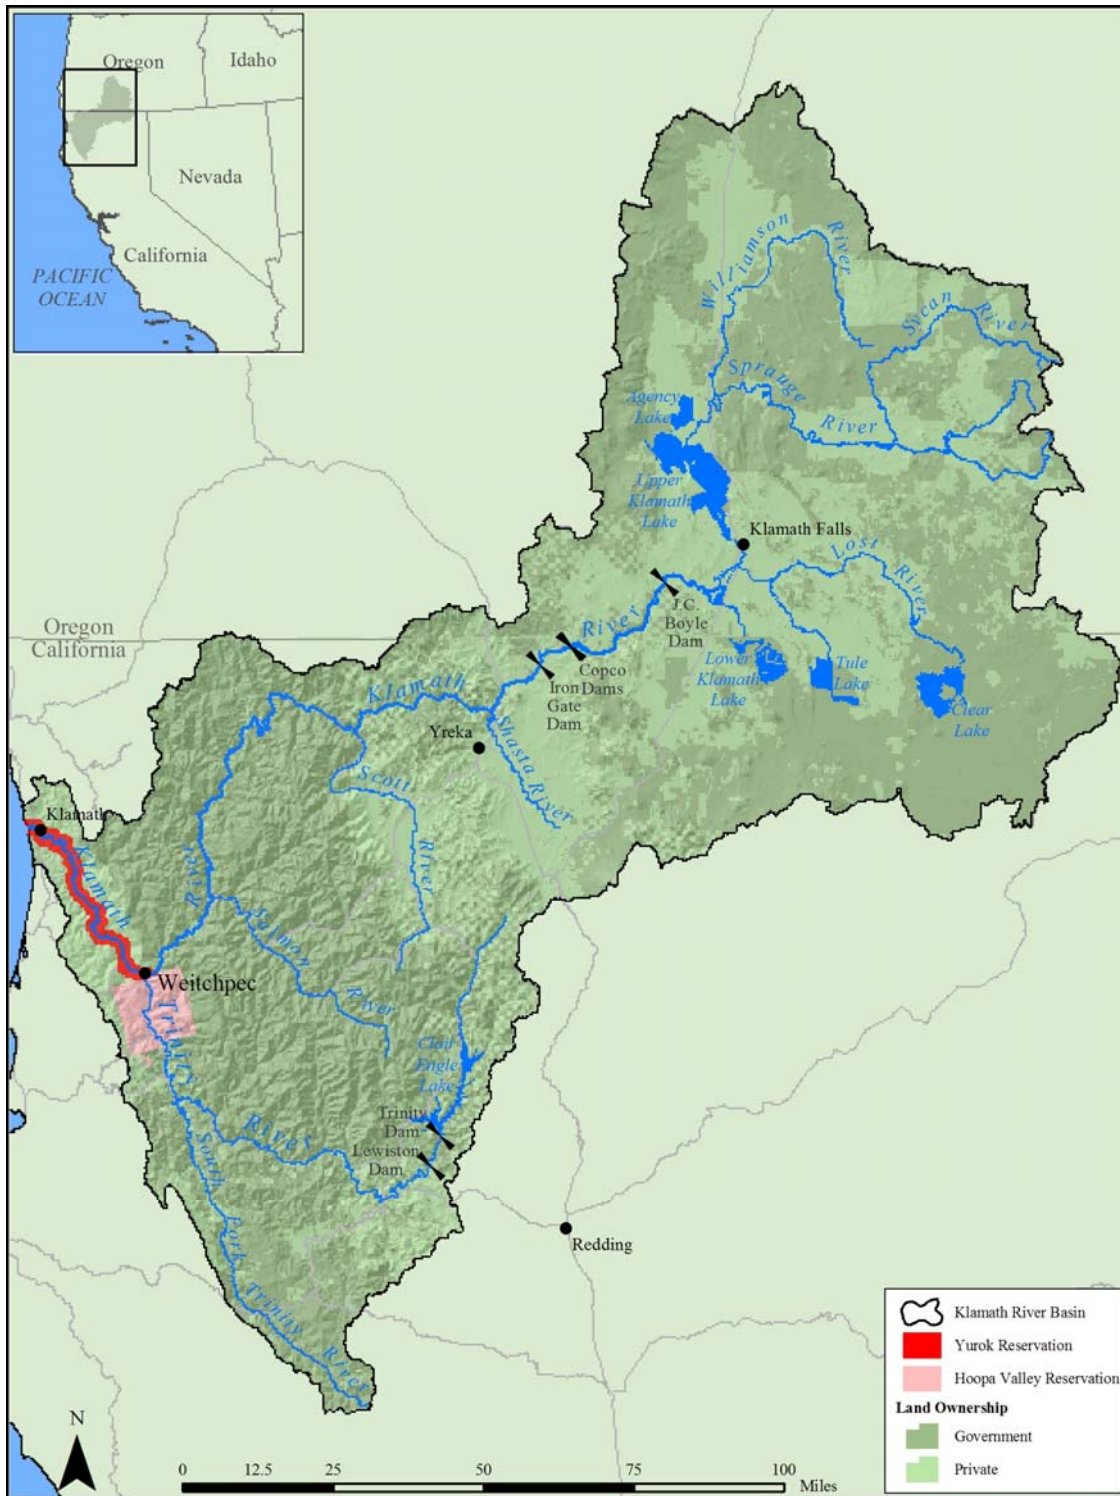 Oregon
Idaho
Nevada
California
PACIFIC
OCEAN
Williamson
River
Sycan
River
Sprauge
River
Agency
Lake
Upper
Klamath
Lake
Klamath Falls
Lost
River
J.C.
Boyle
Dam
River
Oregon
California
Copco
Dams
Iron
Gate
Dam
Lower
Klamath
Lake
Tule
Lake
Clear
Lake
Klamath
Yreka
Shasta River
Scott
River
Klamath
Klamath
River
Salmon
River
Weitchpec
Trinity
River
Clair
Engle
Lake
Trinity
Dam
Lewiston
Dam
South
Fork
Trinity
River
Redding
Klamath River Basin
Yurok Reservation
Hoopa Valley Reservation
Land Ownership
Government
Private
N
0 12.5 25 50 75 100
Miles